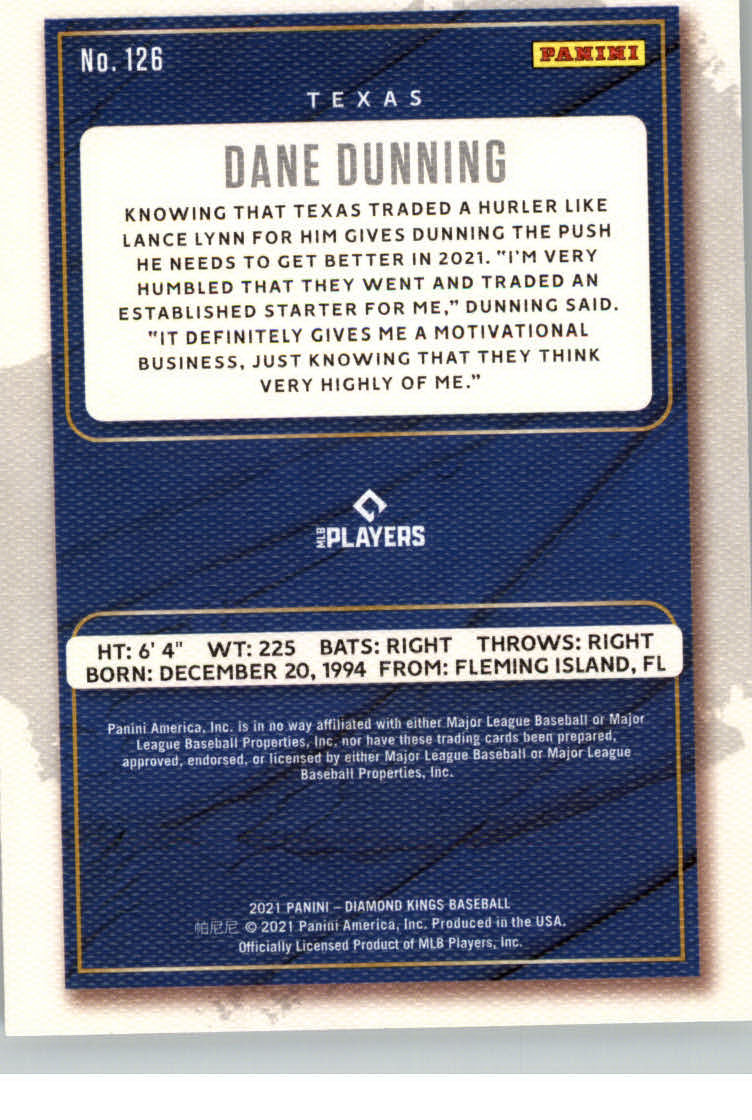 No. 126
PANINI
TEXAS
DANE DUNNING
KNOWING THAT TEXAS TRADED A HURLER LIKE
LANCE LYNN FOR HIM GIVES DUNNING THE PUSH
HE NEEDS TO GET BETTER IN 2021. "I'M VERY
HUMBLED THAT THEY WENT AND TRADED AN
ESTABLISHED STARTER FOR ME," DUNNING SAID.
"IT DEFINITELY GIVES ME A MOTIVATIONAL
BUSINESS, JUST KNOWING THAT THEY THINK
VERY HIGHLY OF ME."
MLB PLAYERS
HT: 6' 4" WT: 225 BATS: RIGHT THROWS: RIGHT
BORN: DECEMBER 20, 1994 FROM: FLEMING ISLAND, FL
Panini America, Inc. is in no way affiliated with either Major League Baseball or Major
League Baseball Properties, Inc, nor have these trading cards been prepared,
approved, endorsed, or licensed by either Major League Baseball or Major League
Baseball Properties, Inc.
2021 PANINI – DIAMOND KINGS BASEBALL
帕尼尼 © 2021 Panini America, Inc. Produced in the USA.
Officially Licensed Product of MLB Players, Inc.